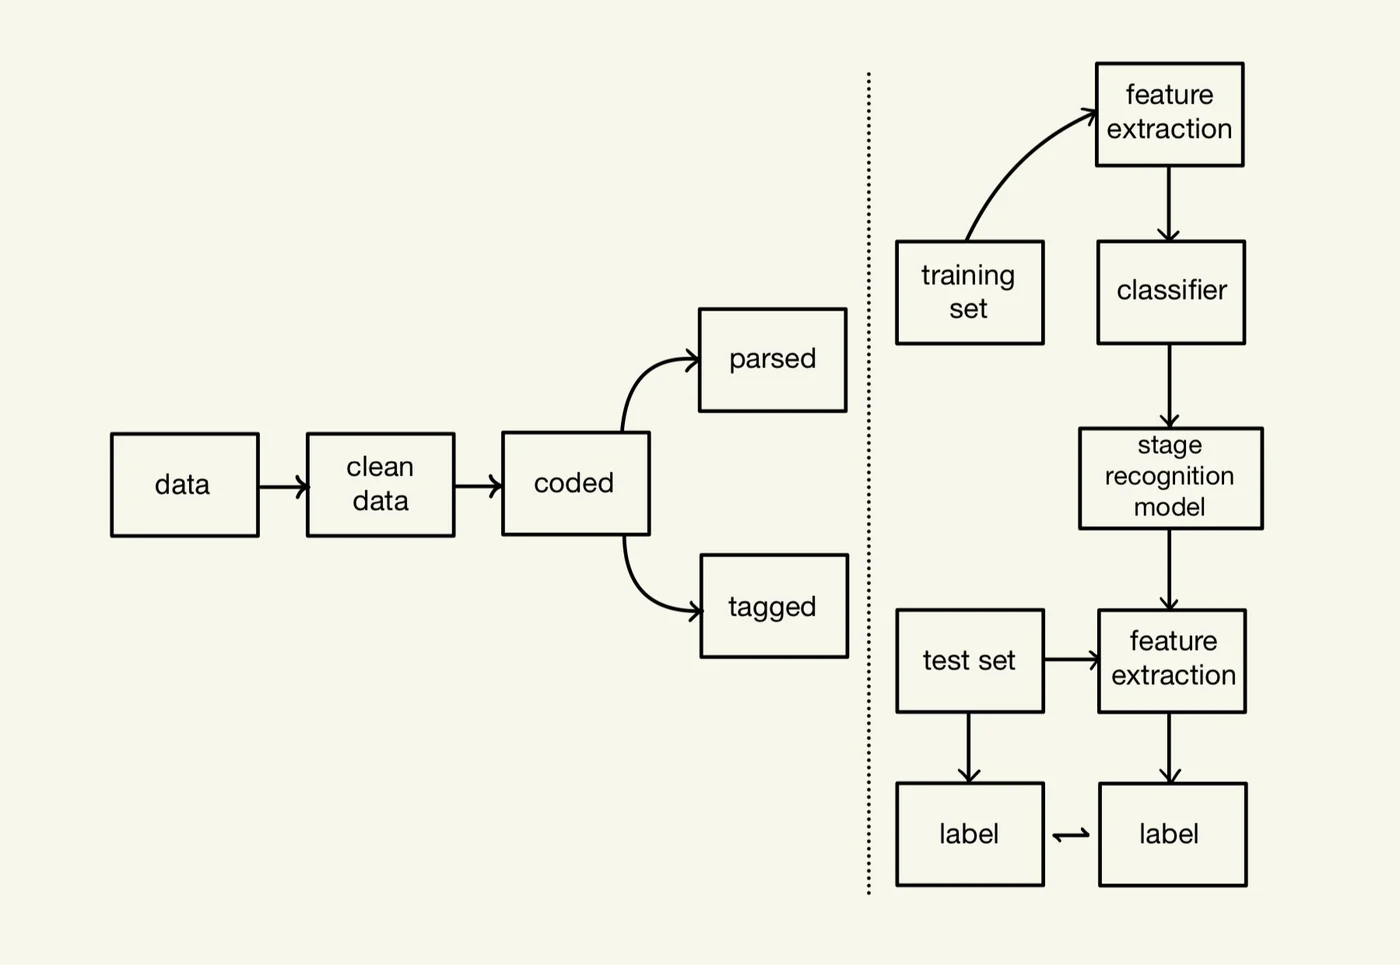 data
clean
data
coded
parsed
tagged
feature
extraction
training
set
classifier
stage
recognition
model
test set
feature
extraction
label
label